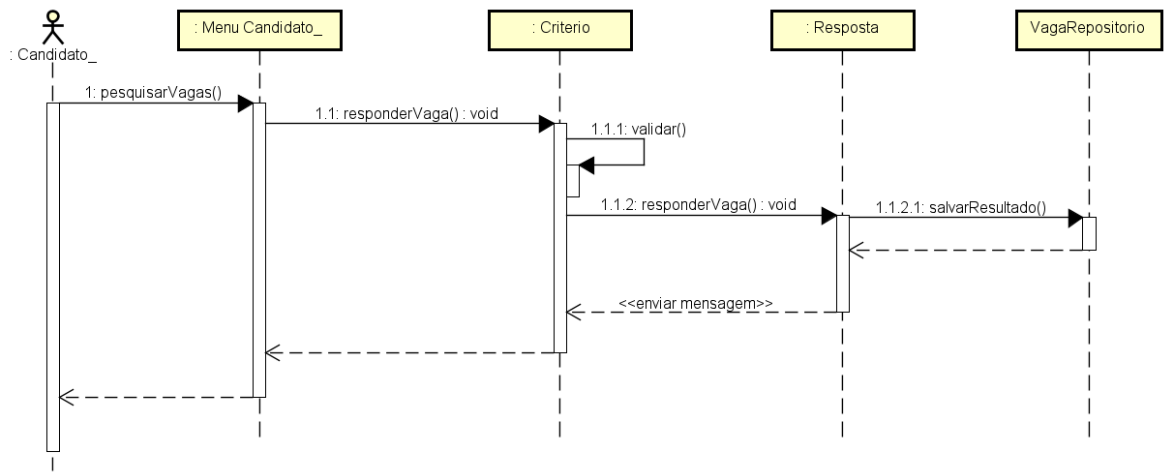 : Candidato_
: Menu Candidato_
: Criterio
: Resposta
VagaRepositorio
1: pesquisarVagas()
1.1: responderVaga() : void
1.1.1: validar()
1.1.2: responderVaga() : void
1.1.2.1: salvarResultado()
<<enviar mensagem>>